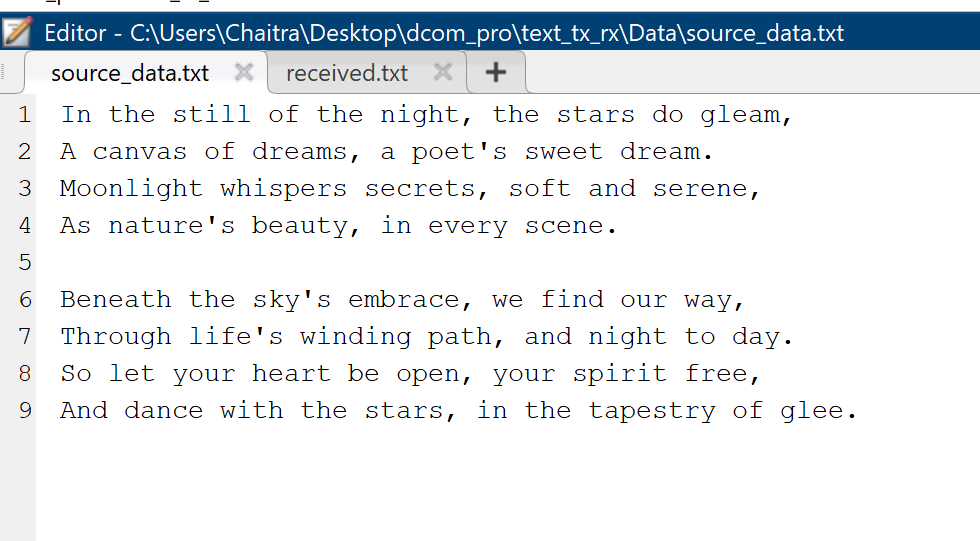 Editor - C:\Users\Chaitra\Desktop\dcom_pro\text_tx_rx\Data\source_data.txt
source_data.txt received.txt +
1 In the still of the night, the stars do gleam,
2 A canvas of dreams, a poet's sweet dream.
3 Moonlight whispers secrets, soft and serene,
4 As nature's beauty, in every scene.
5
6 Beneath the sky's embrace, we find our way,
7 Through life's winding path, and night to day.
8 So let your heart be open, your spirit free,
9 And dance with the stars, in the tapestry of glee.